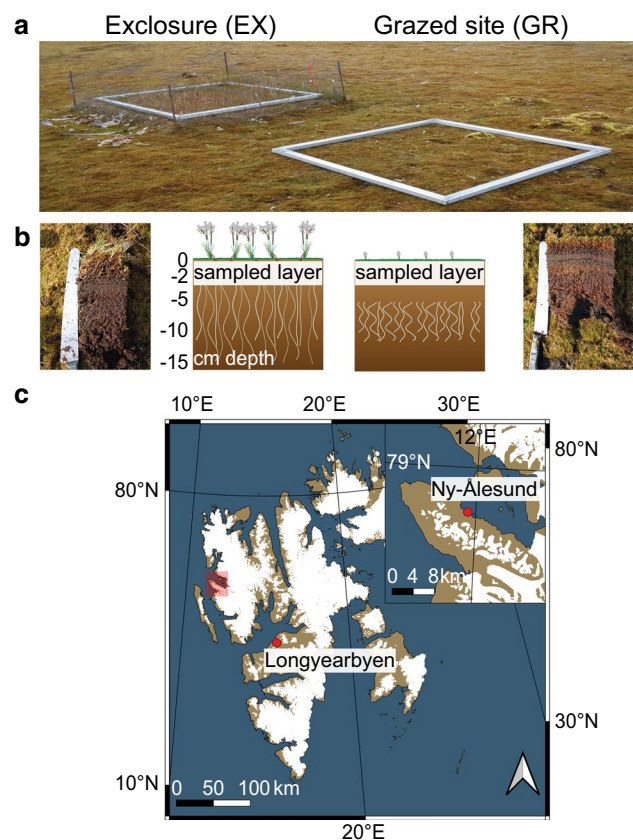 a Exclosure (EX) Grazed site (GR)
b
0
-2 sampled layer sampled layer
-5
-10
-15 cm depth
c
10°E 20°E 30°E
12°E
79°N 80°N
80°N Ny-Ålesund
0 4 8km
Longyearbyen
30°N
10°N 0 50 100 km
20°E